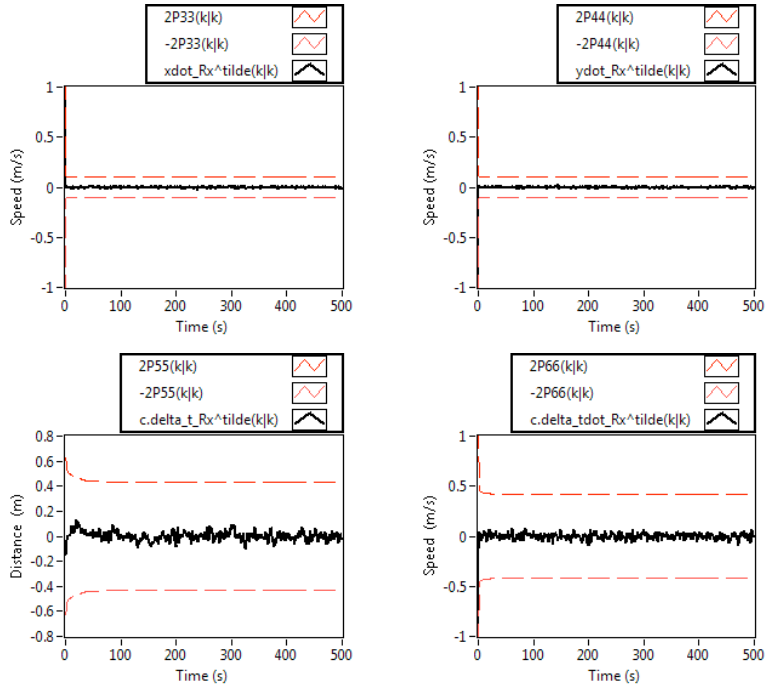 2P33(k|k)
-2P33(k|k)
xdot_Rx^tilde(k|k)
1
0.5
0
-0.5
-1
Speed (m/s)
0 100 200 300 400 500
Time (s)
2P44(k|k)
-2P44(k|k)
ydot_Rx^tilde(k|k)
1
0.5
0
-0.5
-1
Speed (m/s)
0 100 200 300 400 500
Time (s)
2P55(k|k)
-2P55(k|k)
c.delta_t_Rx^tilde(k|k)
0.8
0.6
0.4
0.2
0
-0.2
-0.4
-0.6
-0.8
Distance (m)
0 100 200 300 400 500
Time (s)
2P66(k|k)
-2P66(k|k)
c.delta_tdot_Rx^tilde(k|k)
1
0.5
0
-0.5
-1
Speed (m/s)
0 100 200 300 400 500
Time (s)